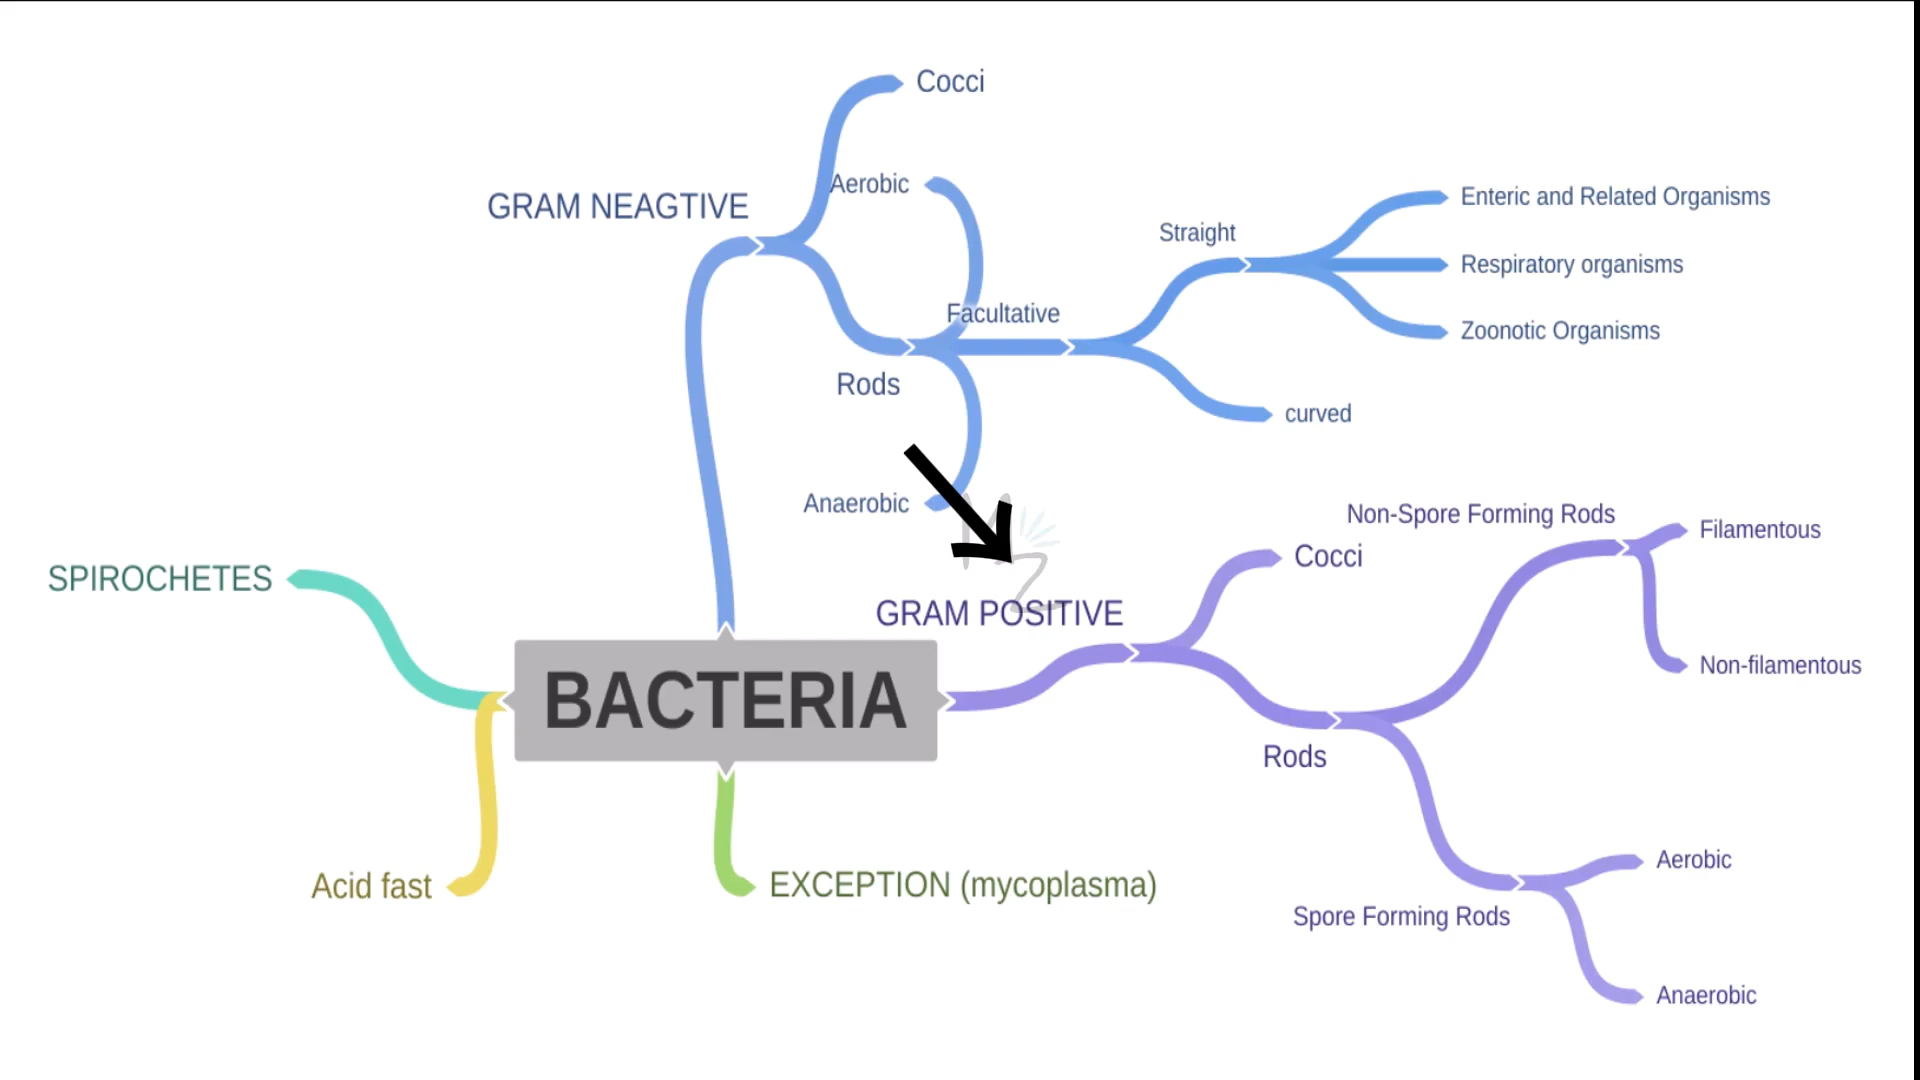 Cocci
Aerobic
GRAM NEAGTIVE
Enteric and Related Organisms
Straight
Respiratory organisms
Facultative
Zoonotic Organisms
Rods
curved
Anaerobic
Non-Spore Forming Rods
Filamentous
Cocci
SPIROCHETES
GRAM POSITIVE
Non-filamentous
BACTERIA
Rods
Aerobic
Acid fast
EXCEPTION (mycoplasma)
Spore Forming Rods
Anaerobic
MZ